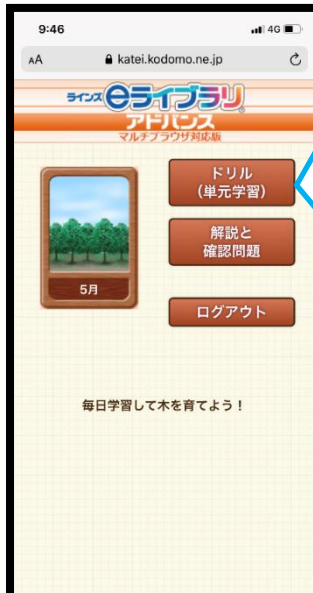 9:46
4G
AA
katei.kodomo.ne.jp
ラインズ eライブラリ
アドバンス
マルチブラウザ対応版
ドリル
(単元学習)
解説と
確認問題
5月
ログアウト
毎日学習して木を育てよう！